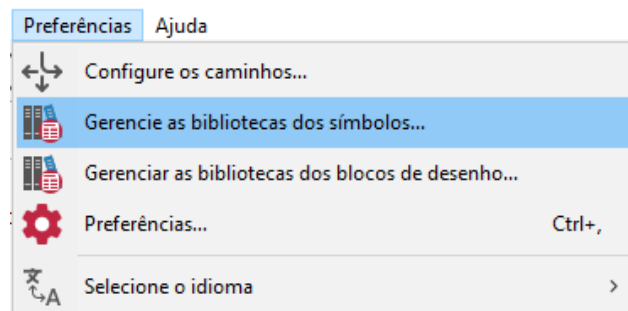 Preferências Ajuda
Configure os caminhos...
Gerencie as bibliotecas dos símbolos...
Gerenciar as bibliotecas dos blocos de desenho...
Preferências... Ctrl+,
Selecione o idioma